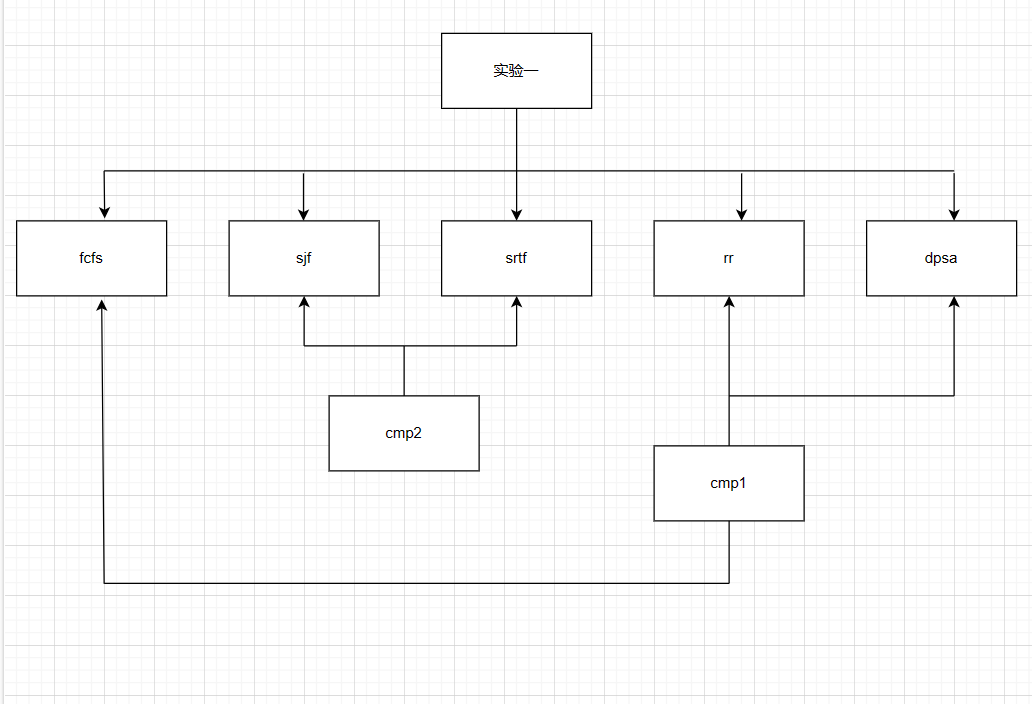 实验一
fcfs
sjf
srtf
rr
dpsa
cmp2
cmp1